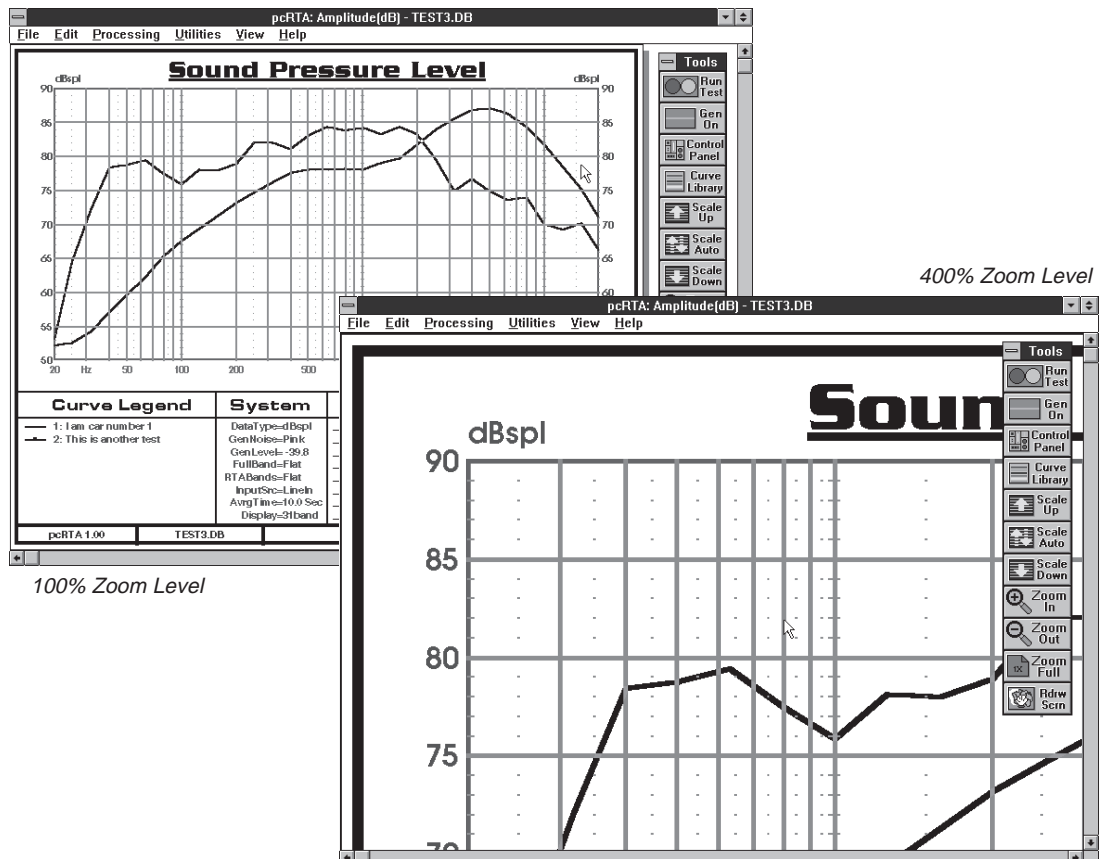 pcRTA: Amplitude(dB) - TEST3.DB
File Edit Processing Utilities View Help
Sound Pressure Level
dBspl
dBspl
90
85
80
75
70
65
60
55
50
90
85
80
75
70
65
60
20 Hz 50 100 200 500
Tools
Run Test
Gen On
Control Panel
Curve Library
Scale Up
Scale Auto
Scale Down
Curve Legend
1: I am car number 1
2: This is another test
System
DataType=dBspl
GenNoise=Pink
GenLevel= -39.8
FullBand=Flat
RTABands=Flat
InputSrc=LineIn
AvrgTime=10.0 Sec
Display=31band
pcRTA 1.00
TEST3.DB
100% Zoom Level
400% Zoom Level
pcRTA: Amplitude(dB) - TEST3.DB
File Edit Processing Utilities View Help
Soun
dBspl
90
85
80
75
70
Tools
Run Test
Gen On
Control Panel
Curve Library
Scale Up
Scale Auto
Scale Down
Zoom In
Zoom Out
1X
Zoom Full
Rdrw Scrn